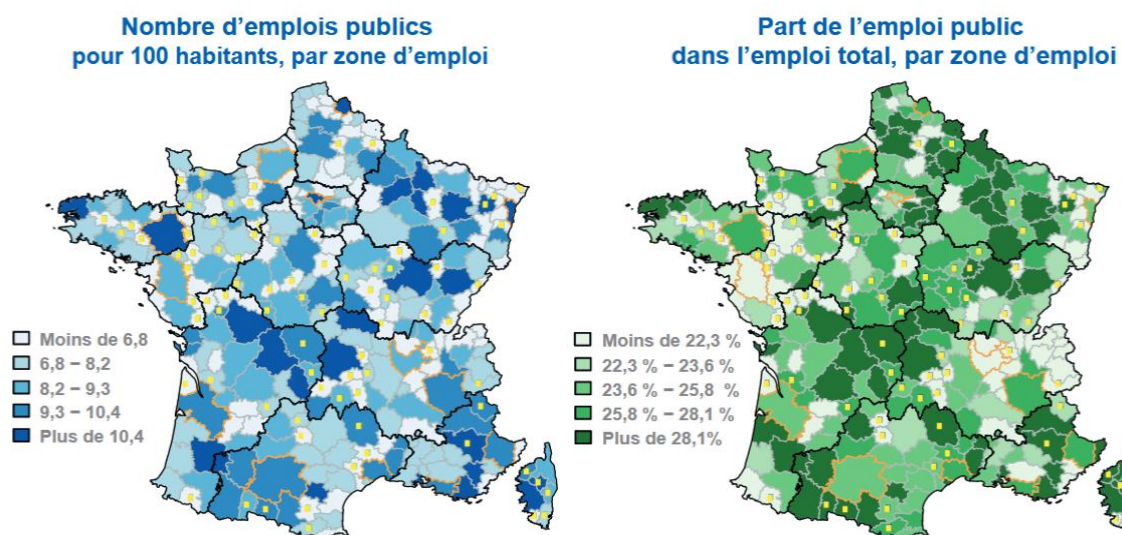 Nombre d’emplois publics
pour 100 habitants, par zone d’emploi
Moins de 6,8
6,8 – 8,2
8,2 – 9,3
9,3 – 10,4
Plus de 10,4
Part de l’emploi public
dans l’emploi total, par zone d’emploi
Moins de 22,3 %
22,3 % – 23,6 %
23,6 % – 25,8 %
25,8 % – 28,1 %
Plus de 28,1%